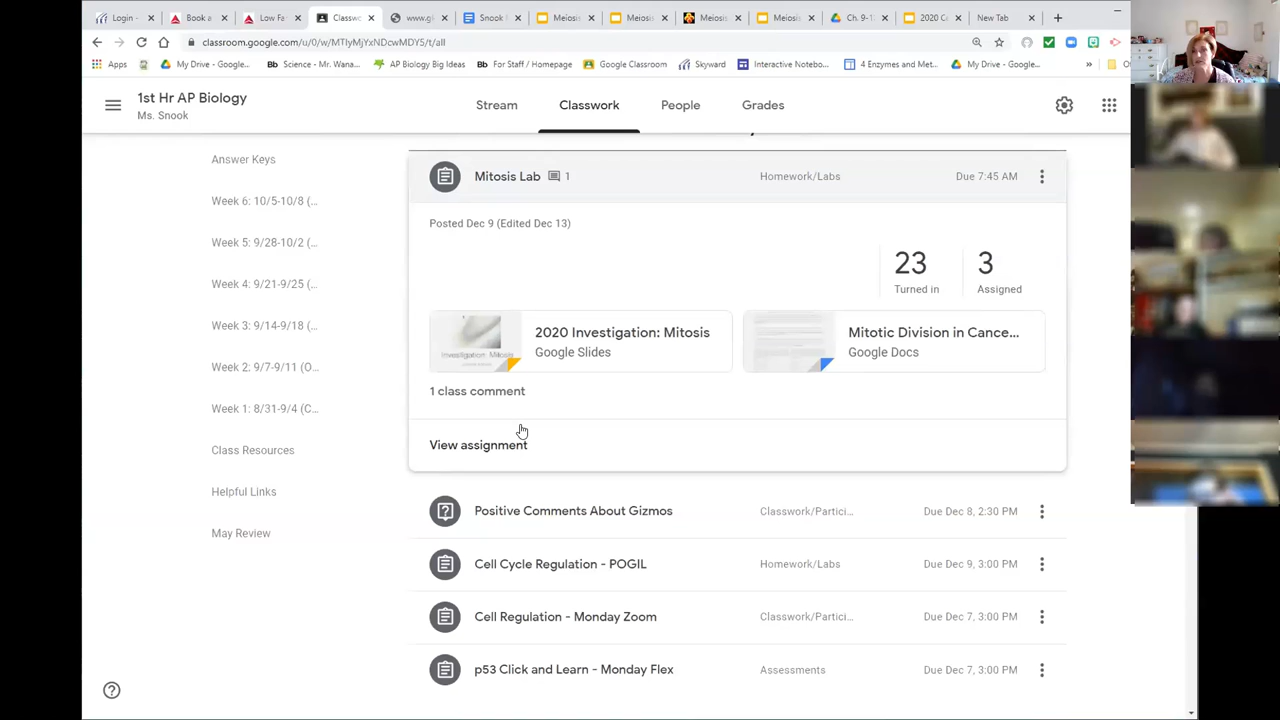 Login -
Book a
Low Fa
Classw
www.gi
Snook
Meiosi
Meiosi
Meiosi
Meiosi
Ch. 9-1
2020 C
New Tab
classroom.google.com/u/0/w/MTIyMjYxNDcwMDY5/t/all
Apps
My Drive - Google...
Bb Science - Mr. Wana...
AP Biology Big Ideas
Bb For Staff / Homepage
Google Classroom
Skyward
Interactive Notebo...
4 Enzymes and Met...
My Drive - Google...
»
1st Hr AP Biology
Ms. Snook
Stream
Classwork
People
Grades
Answer Keys
Week 6: 10/5-10/8 (...
Week 5: 9/28-10/2 (...
Week 4: 9/21-9/25 (...
Week 3: 9/14-9/18 (...
Week 2: 9/7-9/11 (O...
Week 1: 8/31-9/4 (C...
Class Resources
Helpful Links
May Review
Mitosis Lab 1 Homework/Labs Due 7:45 AM
Posted Dec 9 (Edited Dec 13)
23 3
Turned in Assigned
Investigation: Mitosis
2020 Investigation: Mitosis
Google Slides
Mitotic Division in Cance...
Google Docs
1 class comment
View assignment
Positive Comments About Gizmos Classwork/Partici... Due Dec 8, 2:30 PM
Cell Cycle Regulation - POGIL Homework/Labs Due Dec 9, 3:00 PM
Cell Regulation - Monday Zoom Classwork/Partici... Due Dec 7, 3:00 PM
p53 Click and Learn - Monday Flex Assessments Due Dec 7, 3:00 PM